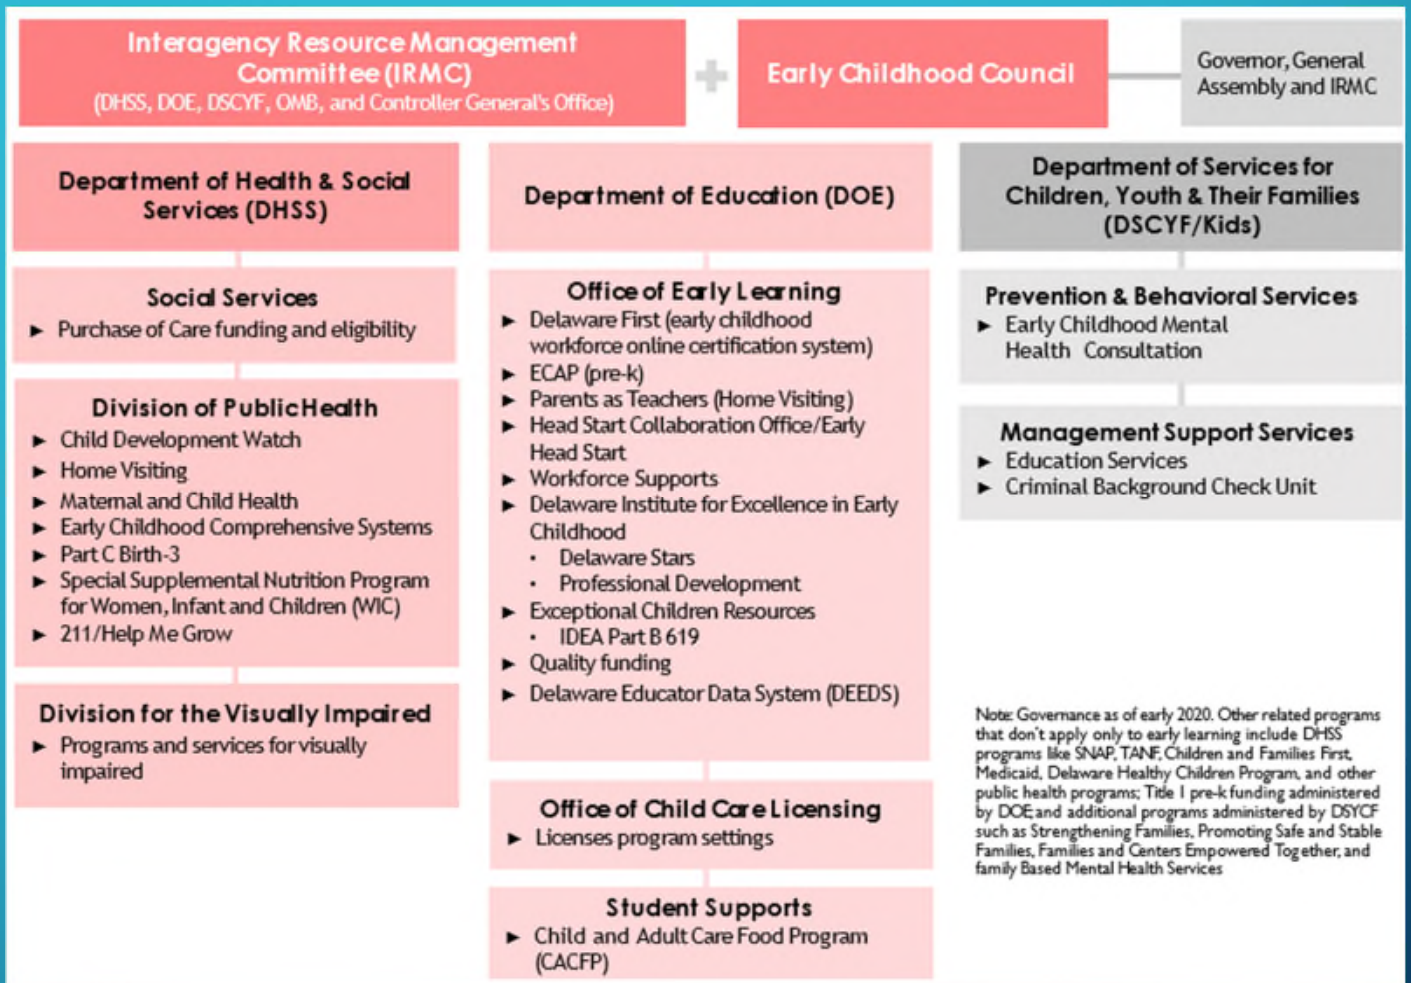 Interagency Resource Management
Committee (IRMC)
(DHSS, DOE, DSCYF, OMB, and Controller General's Office)
+
Early Childhood Council
Governor, General
Assembly and IRMC
Department of Health & Social
Services (DHSS)
Social Services
► Purchase of Care funding and eligibility
Division of Public Health
► Child Development Watch
► Home Visiting
► Maternal and Child Health
► Early Childhood Comprehensive Systems
► Part C Birth-3
► Special Supplemental Nutrition Program
for Women, Infant and Children (WIC)
► 211/Help Me Grow
Division for the Visually Impaired
► Programs and services for visually
impaired
Department of Education (DOE)
Office of Early Learning
► Delaware First (early childhood
workforce online certification system)
► ECAP (pre-k)
► Parents as Teachers (Home Visiting)
► Head Start Collaboration Office/Early
Head Start
► Workforce Supports
► Delaware Institute for Excellence in Early
Childhood
• Delaware Stars
• Professional Development
► Exceptional Children Resources
• IDEA Part B 619
► Quality funding
► Delaware Educator Data System (DEEDS)
Office of Child Care Licensing
► Licenses program settings
Student Supports
► Child and Adult Care Food Program
(CACFP)
Department of Services for
Children, Youth & Their Families
(DSCYF/Kids)
Prevention & Behavioral Services
► Early Childhood Mental
Health Consultation
Management Support Services
► Education Services
► Criminal Background Check Unit
Note: Governance as of early 2020. Other related programs
that don't apply only to early learning include DHSS
programs like SNAP, TANF, Children and Families First,
Medicaid, Delaware Healthy Children Program, and other
public health programs; Title I pre-k funding administered
by DOE; and additional programs administered by DSYCF
such as Strengthening Families, Promoting Safe and Stable
Families, Families and Centers Empowered Together, and
family Based Mental Health Services